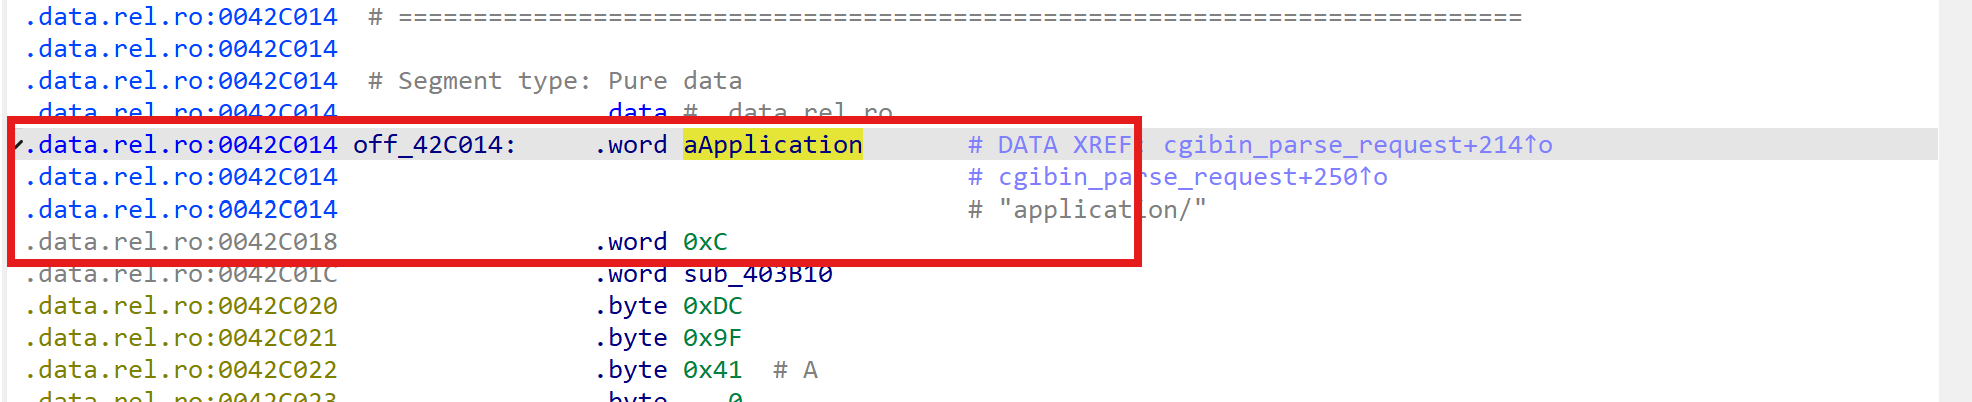 .data.rel.ro:0042C014  # ===========================================================================
.data.rel.ro:0042C014
.data.rel.ro:0042C014  # Segment type: Pure data
.data.rel.ro:0042C014                 .data # .data.rel.ro
.data.rel.ro:0042C014 off_42C014:     .word aApplication       # DATA XREF: cgibin_parse_request+214↑o
.data.rel.ro:0042C014                                         # cgibin_parse_request+250↑o
.data.rel.ro:0042C014                                         # "application/"
.data.rel.ro:0042C018                 .word 0xC
.data.rel.ro:0042C01C                 .word sub_403B10
.data.rel.ro:0042C020                 .byte 0xDC
.data.rel.ro:0042C021                 .byte 0x9F
.data.rel.ro:0042C022                 .byte 0x41  # A
.data.rel.ro:0042C023                 .byte    0